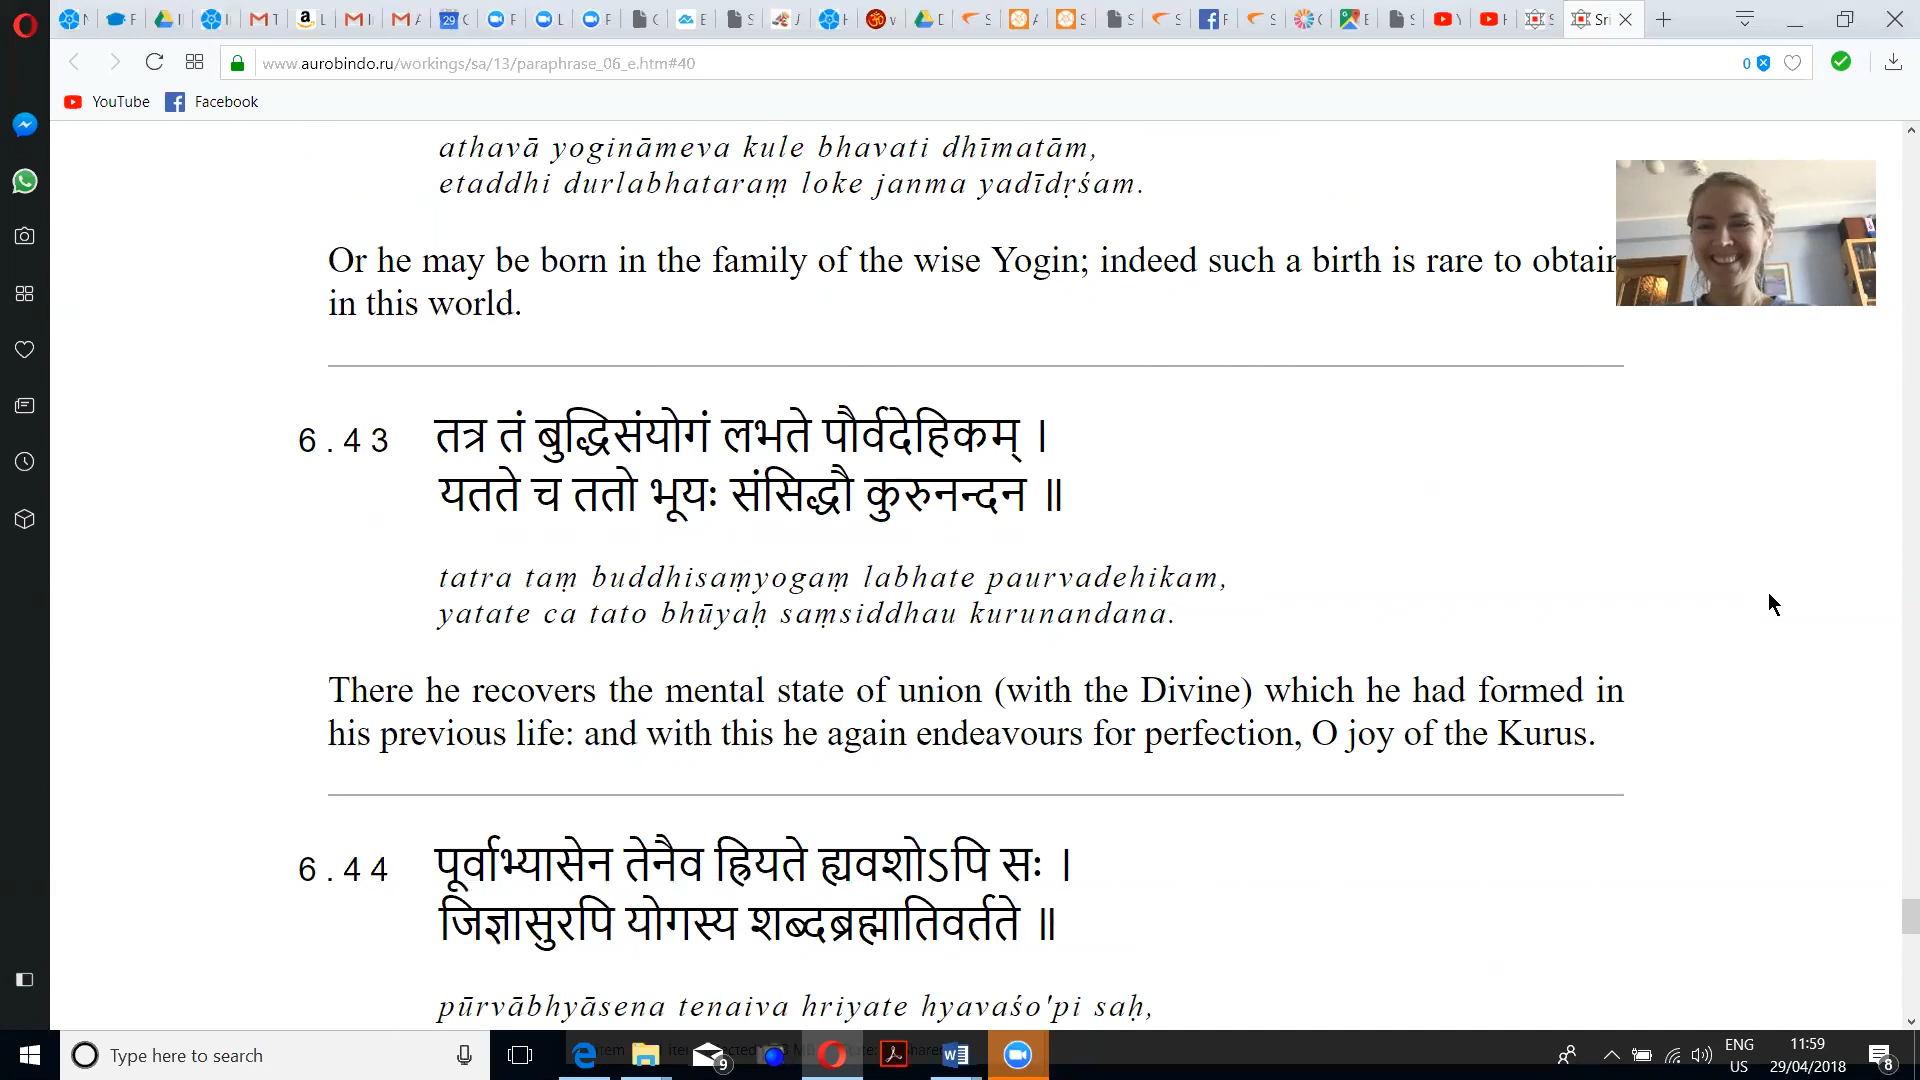 www.aurobindo.ru/workings/sa/13/paraphrase_06_e.htm#40
0
YouTube
Facebook
athavā yogināmeva kule bhavati dhīmatām,
etaddhi durlabhataraṃ loke janma yadīdṛśam.
Or he may be born in the family of the wise Yogin; indeed such a birth is rare to obtain
in this world.
6.43
तत्र तं बुद्धिसंयोगं लभते पौर्वदेहिकम् ।
यतते च ततो भूयः संसिद्धौ कुरुनन्दन ॥
tatra taṃ buddhisaṃyogaṃ labhate paurvadehikam,
yatate ca tato bhūyaḥ saṃsiddhau kurunandana.
There he recovers the mental state of union (with the Divine) which he had formed in
his previous life: and with this he again endeavours for perfection, O joy of the Kurus.
6.44
पूर्वाभ्यासेन तेनैव ह्रियते ह्यवशोऽपि सः ।
जिज्ञासुरपि योगस्य शब्दब्रह्मातिवर्तते ॥
pūrvābhyāsena tenaiva hriyate hyavaśo'pi saḥ,
Type here to search
9
ENG
US
11:59
29/04/2018
8